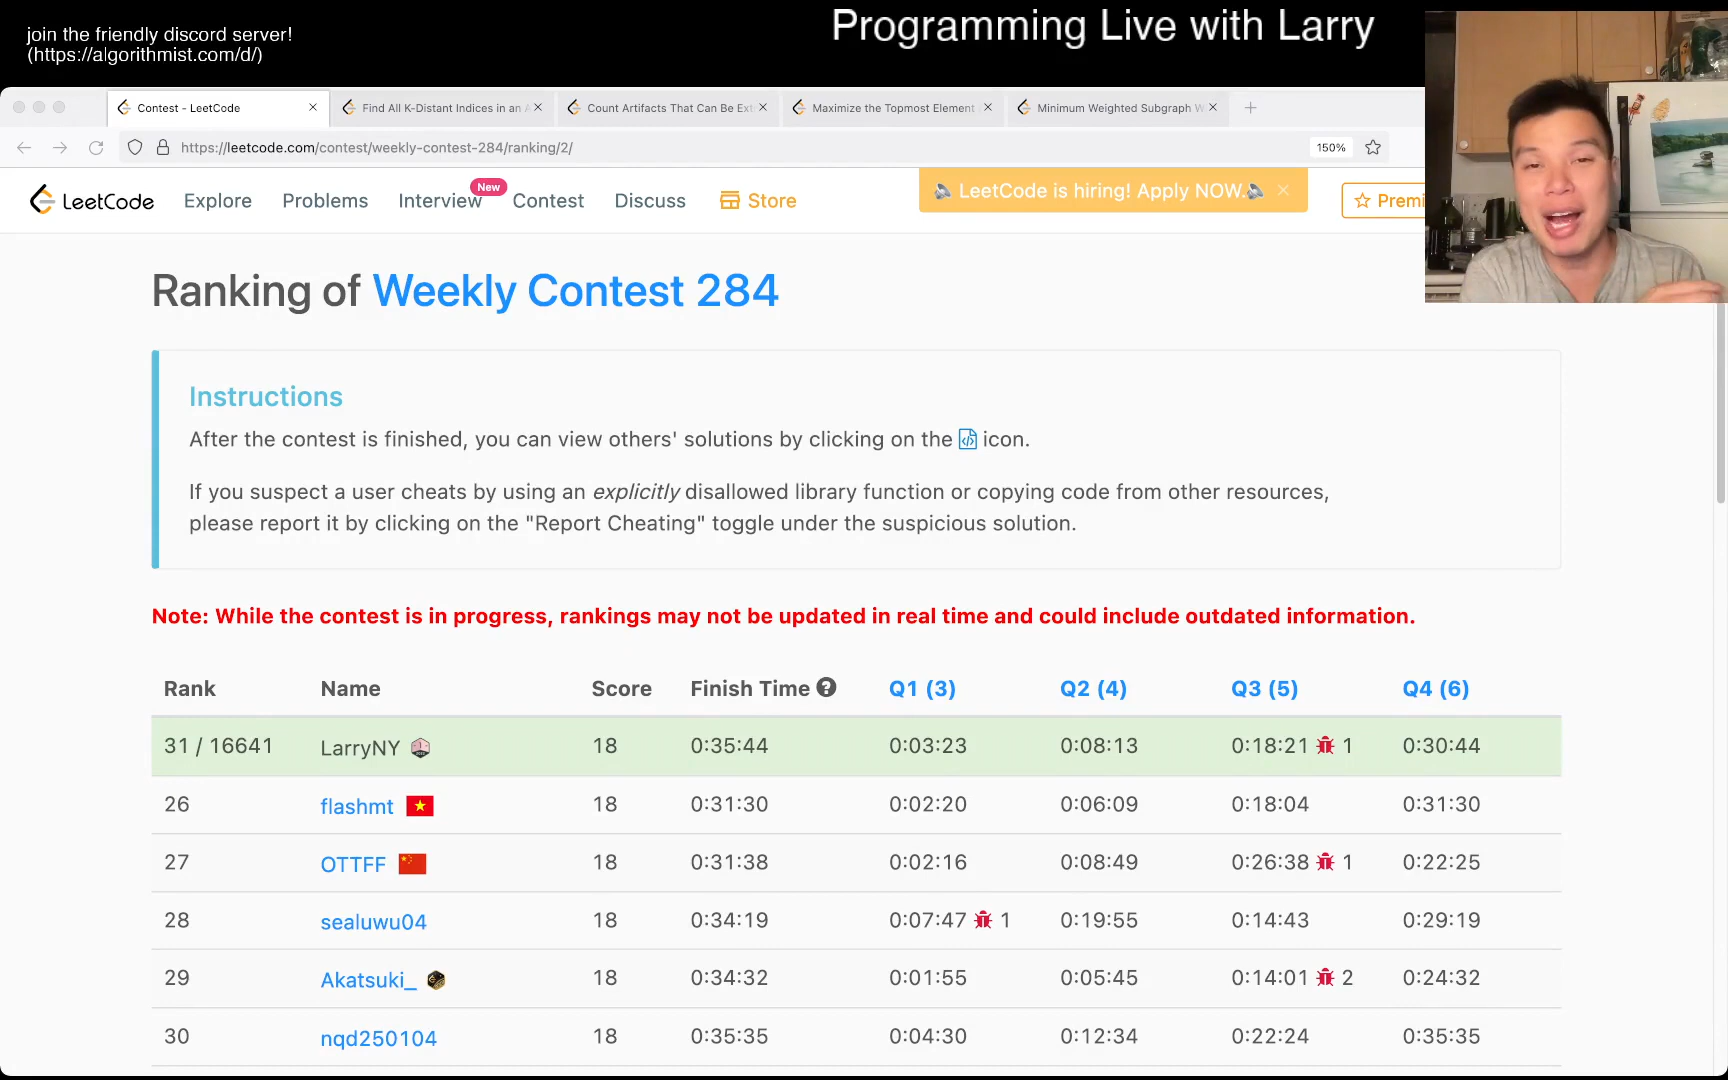 join the friendly discord server!
(https://algorithmist.com/d/)
Programming Live with Larry
Contest - LeetCode
Find All K-Distant Indices in an A
Count Artifacts That Can Be Ext
Maximize the Topmost Element
Minimum Weighted Subgraph W
https://leetcode.com/contest/weekly-contest-284/ranking/2/
150%
LeetCode
Explore
Problems
Interview
New
Contest
Discuss
Store
LeetCode is hiring! Apply NOW.
Premi
Ranking of Weekly Contest 284
Instructions
After the contest is finished, you can view others' solutions by clicking on the </> icon.
If you suspect a user cheats by using an explicitly disallowed library function or copying code from other resources,
please report it by clicking on the "Report Cheating" toggle under the suspicious solution.
Note: While the contest is in progress, rankings may not be updated in real time and could include outdated information.
Rank Name Score Finish Time ? Q1 (3) Q2 (4) Q3 (5) Q4 (6)
31 / 16641 LarryNY 18 0:35:44 0:03:23 0:08:13 0:18:21 1 0:30:44
26 flashmt 18 0:31:30 0:02:20 0:06:09 0:18:04 0:31:30
27 OTTFF 18 0:31:38 0:02:16 0:08:49 0:26:38 1 0:22:25
28 sealuwu04 18 0:34:19 0:07:47 1 0:19:55 0:14:43 0:29:19
29 Akatsuki_ 18 0:34:32 0:01:55 0:05:45 0:14:01 2 0:24:32
30 nqd250104 18 0:35:35 0:04:30 0:12:34 0:22:24 0:35:35